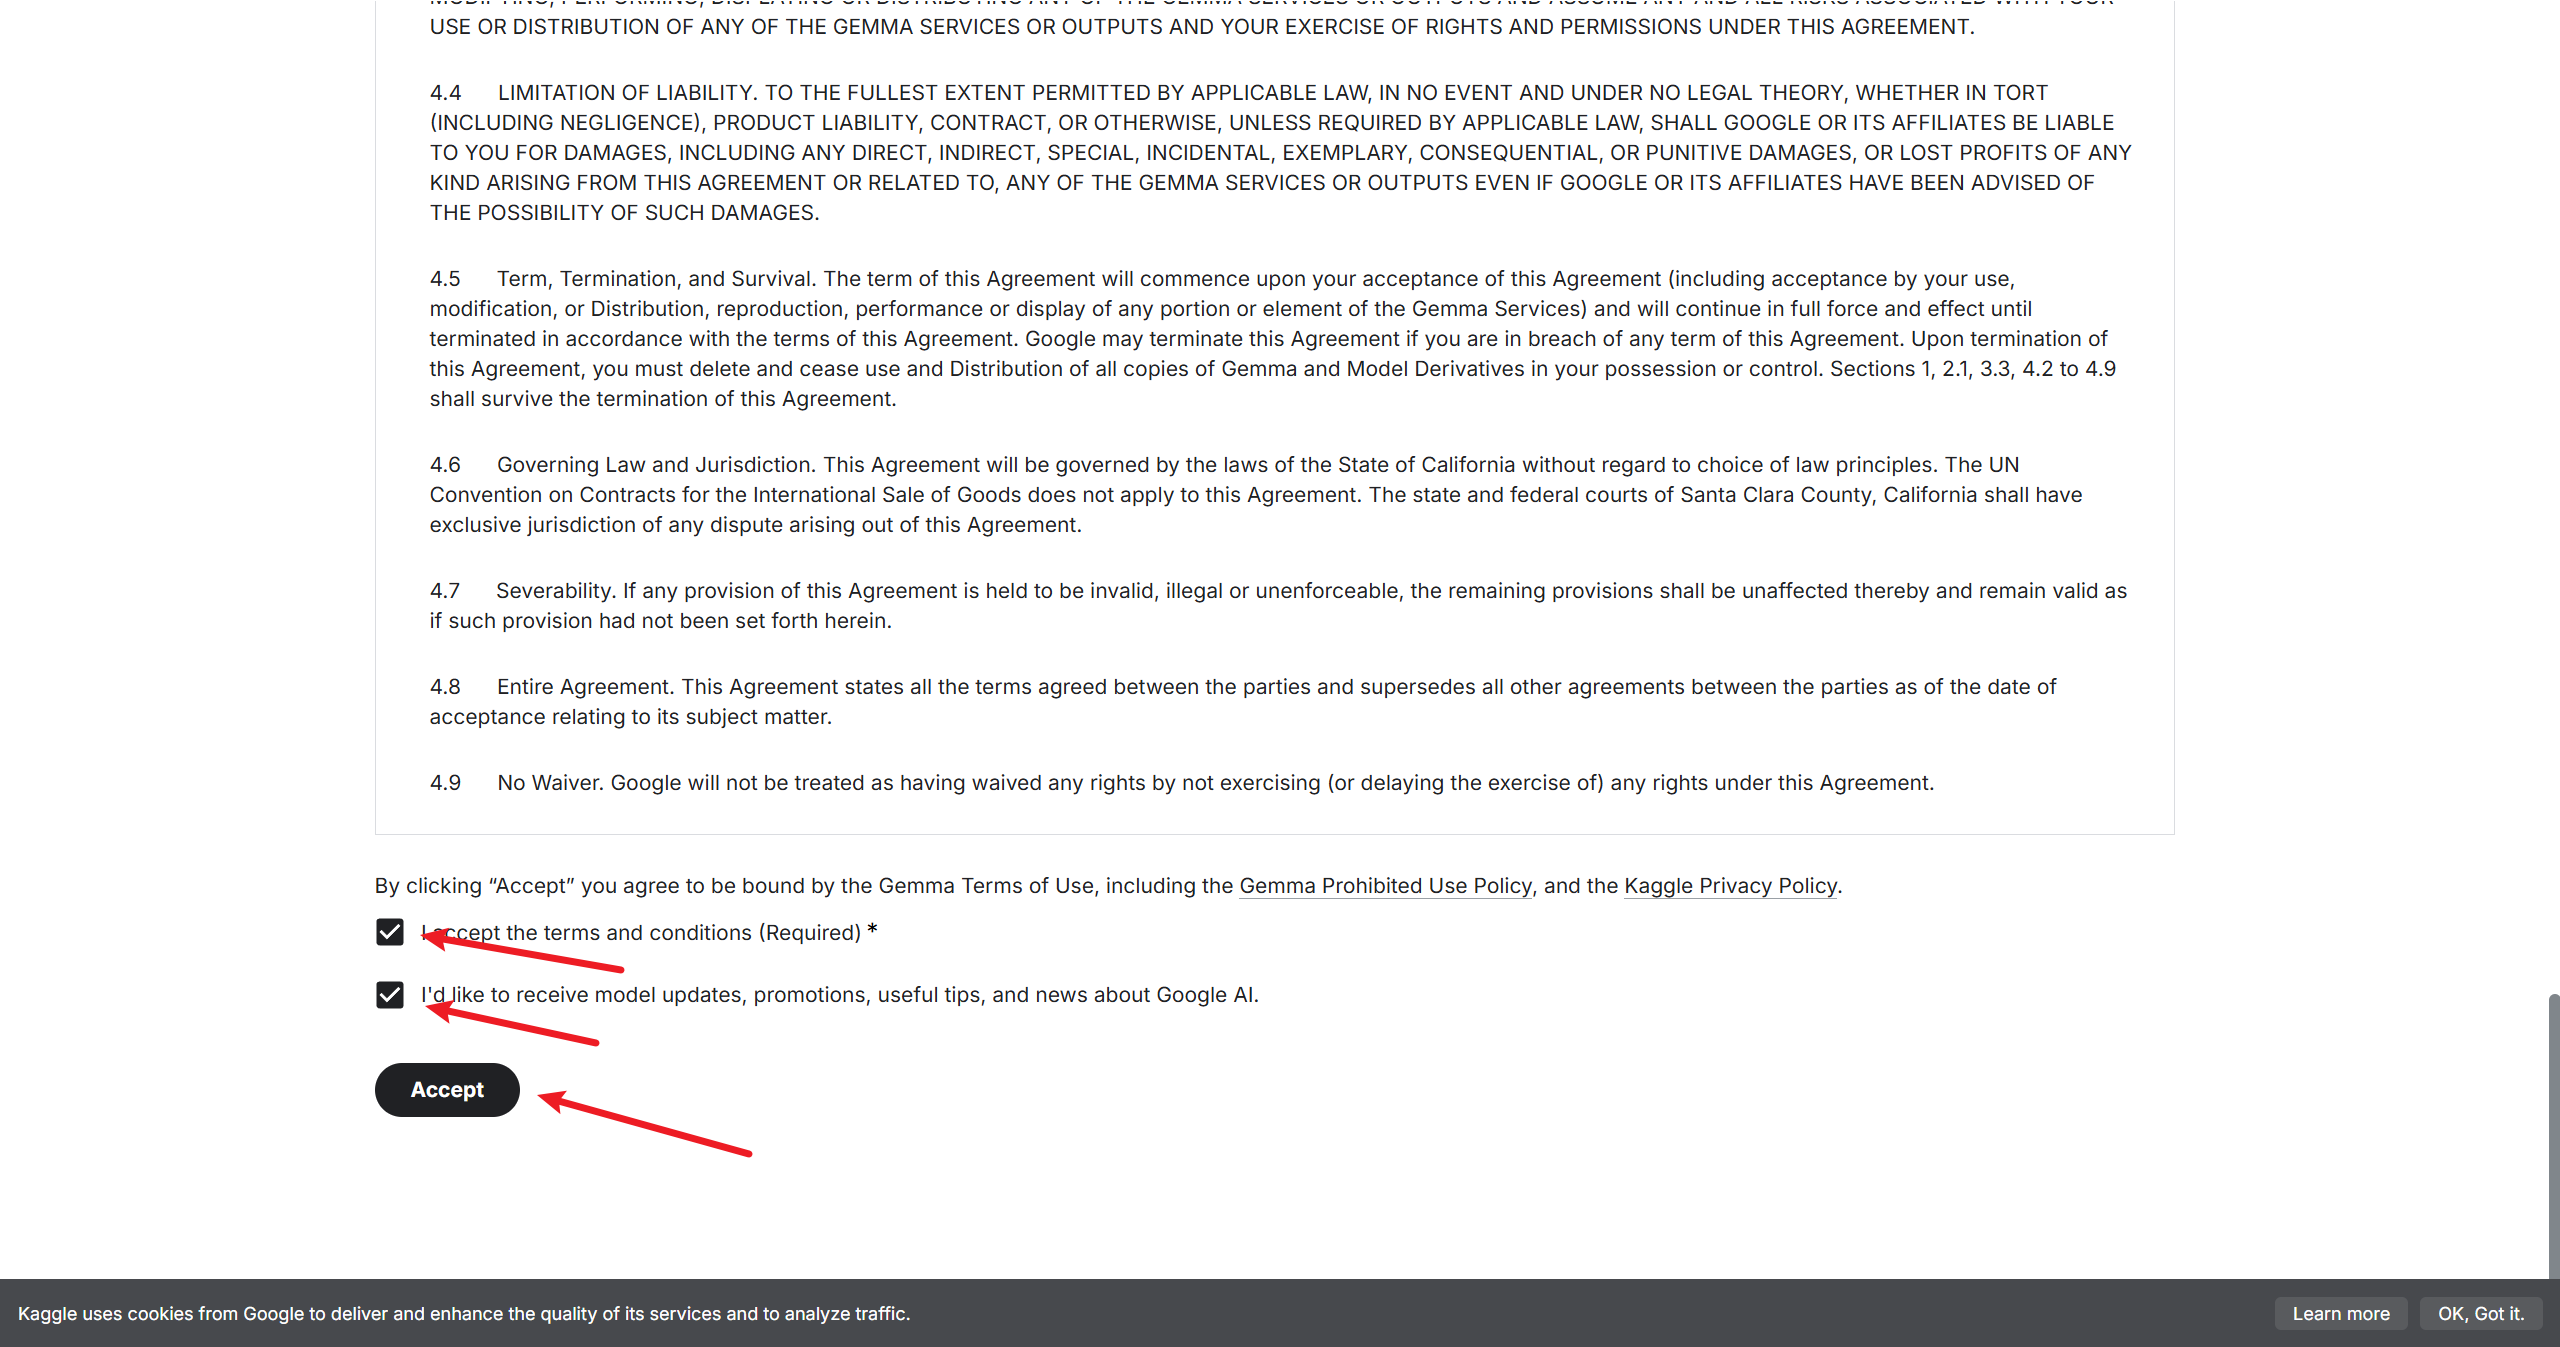 USE OR DISTRIBUTION OF ANY OF THE GEMMA SERVICES OR OUTPUTS AND YOUR EXERCISE OF RIGHTS AND PERMISSIONS UNDER THIS AGREEMENT.
4.4 LIMITATION OF LIABILITY. TO THE FULLEST EXTENT PERMITTED BY APPLICABLE LAW, IN NO EVENT AND UNDER NO LEGAL THEORY, WHETHER IN TORT
(INCLUDING NEGLIGENCE), PRODUCT LIABILITY, CONTRACT, OR OTHERWISE, UNLESS REQUIRED BY APPLICABLE LAW, SHALL GOOGLE OR ITS AFFILIATES BE LIABLE
TO YOU FOR DAMAGES, INCLUDING ANY DIRECT, INDIRECT, SPECIAL, INCIDENTAL, EXEMPLARY, CONSEQUENTIAL, OR PUNITIVE DAMAGES, OR LOST PROFITS OF ANY
KIND ARISING FROM THIS AGREEMENT OR RELATED TO, ANY OF THE GEMMA SERVICES OR OUTPUTS EVEN IF GOOGLE OR ITS AFFILIATES HAVE BEEN ADVISED OF
THE POSSIBILITY OF SUCH DAMAGES.
4.5 Term, Termination, and Survival. The term of this Agreement will commence upon your acceptance of this Agreement (including acceptance by your use,
modification, or Distribution, reproduction, performance or display of any portion or element of the Gemma Services) and will continue in full force and effect until
terminated in accordance with the terms of this Agreement. Google may terminate this Agreement if you are in breach of any term of this Agreement. Upon termination of
this Agreement, you must delete and cease use and Distribution of all copies of Gemma and Model Derivatives in your possession or control. Sections 1, 2.1, 3.3, 4.2 to 4.9
shall survive the termination of this Agreement.
4.6 Governing Law and Jurisdiction. This Agreement will be governed by the laws of the State of California without regard to choice of law principles. The UN
Convention on Contracts for the International Sale of Goods does not apply to this Agreement. The state and federal courts of Santa Clara County, California shall have
exclusive jurisdiction of any dispute arising out of this Agreement.
4.7 Severability. If any provision of this Agreement is held to be invalid, illegal or unenforceable, the remaining provisions shall be unaffected thereby and remain valid as
if such provision had not been set forth herein.
4.8 Entire Agreement. This Agreement states all the terms agreed between the parties and supersedes all other agreements between the parties as of the date of
acceptance relating to its subject matter.
4.9 No Waiver. Google will not be treated as having waived any rights by not exercising (or delaying the exercise of) any rights under this Agreement.
By clicking “Accept” you agree to be bound by the Gemma Terms of Use, including the Gemma Prohibited Use Policy, and the Kaggle Privacy Policy.
I accept the terms and conditions (Required) *
I'd like to receive model updates, promotions, useful tips, and news about Google AI.
Accept
Kaggle uses cookies from Google to deliver and enhance the quality of its services and to analyze traffic.
Learn more
OK, Got it.